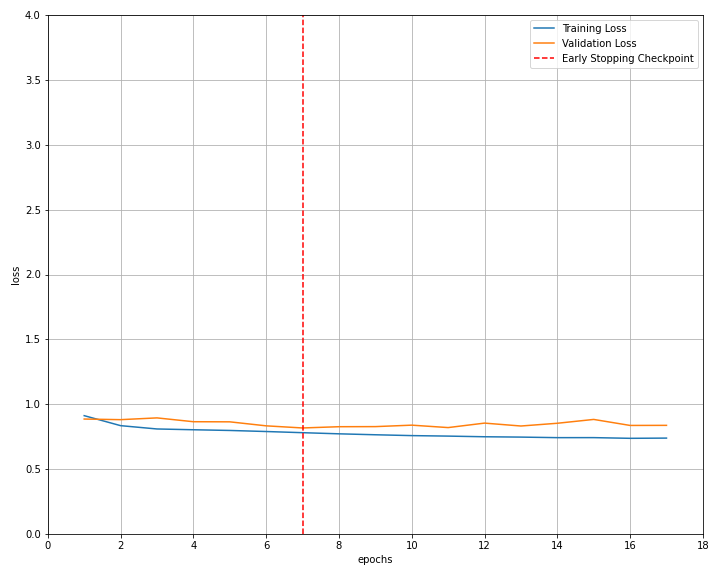 4.0
3.5
3.0
2.5
2.0
1.5
1.0
0.5
0.0
loss
0 2 4 6 8 10 12 14 16 18
epochs
Training Loss
Validation Loss
Early Stopping Checkpoint